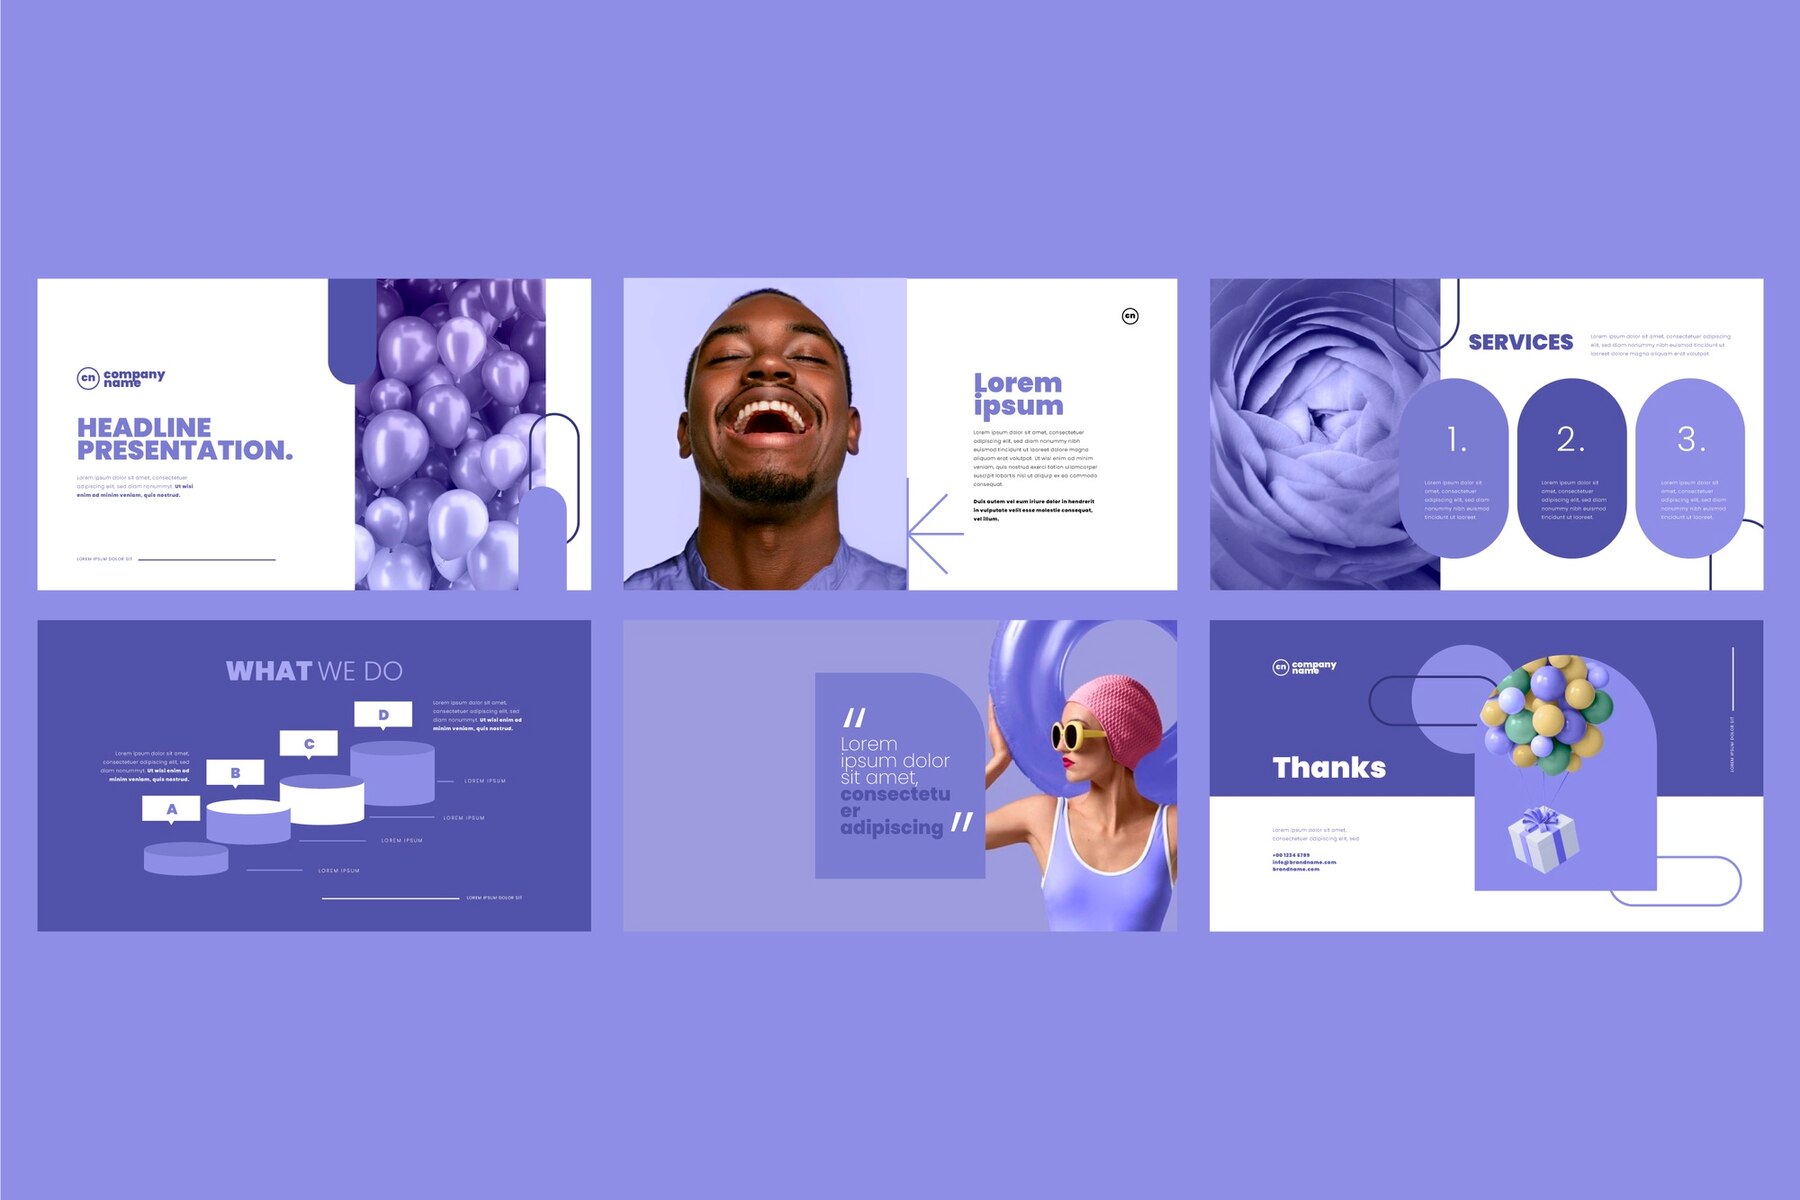 cn company
name
HEADLINE
PRESENTATION.
Lorem ipsum dolor sit amet, consectetuer
adipiscing elit, sed diam nonummy. Ut wisi
enim ad minim veniam, quis nostrud.
LOREM IPSUM DOLOR SIT
cn
Lorem
ipsum
Lorem ipsum dolor sit amet, consectetuer
adipiscing elit, sed diam nonummy nibh
euismod tincidunt ut laoreet dolore magna
aliquam erat volutpat. Ut wisi enim ad minim
veniam, quis nostrud exerci tation ullamcorper
suscipit lobortis nisl ut aliquip ex ea commodo
consequat.
Duis autem vel eum iriure dolor in hendrerit
in vulputate velit esse molestie consequat,
vel illum.
SERVICES
Lorem ipsum dolor sit amet, consectetuer adipiscing
elit, sed diam nonummy nibh euismod tincidunt ut
laoreet dolore magna aliquam erat volutpat.
1.
Lorem ipsum dolor sit
amet, consectetuer
adipiscing elit, sed diam
nonummy nibh euismod
tincidunt ut laoreet
2.
Lorem ipsum dolor sit
amet, consectetuer
adipiscing elit, sed diam
nonummy nibh euismod
tincidunt ut laoreet.
3.
Lorem ipsum dolor sit
amet, consectetuer
adipiscing elit, sed diam
nonummy nibh euismod
tincidunt ut laoreet.
WHAT WE DO
D
Lorem ipsum dolor sit amet,
consectetuer adipiscing elit, sed
diam nonummy. Ut wisi enim ad
minim veniam, quis nostrud.
C
Lorem ipsum dolor sit amet,
consectetuer adipiscing elit, sed
diam nonummy. Ut wisi enim ad
minim veniam, quis nostrud.
B
A
LOREM IPSUM
LOREM IPSUM
LOREM IPSUM
LOREM IPSUM
LOREM IPSUM DOLOR SIT
"
Lorem
ipsum dolor
sit amet,
consectetu
er
adipiscing "
cn company
name
Thanks
LOREM IPSUM DOLOR SIT
Lorem ipsum dolor sit amet,
consectetuer adipiscing elit, sed
+00 1234 6789
info@brandname.com
brandname.com